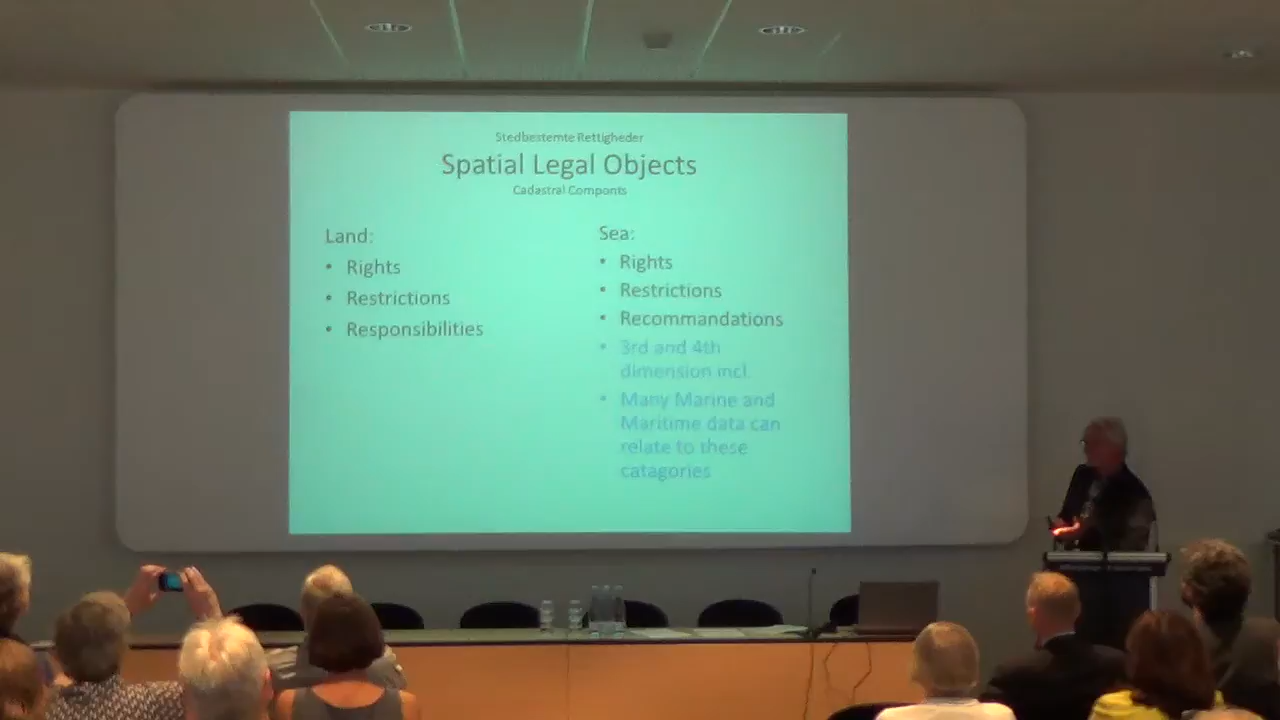 Stedbestemte Rettigheder
Spatial Legal Objects
Cadastral Componts
Land:
• Rights
• Restrictions
• Responsibilities
Sea:
• Rights
• Restrictions
• Recommandations
• 3rd and 4th
dimension incl.
• Many Marine and
Maritime data can
relate to these
catagories